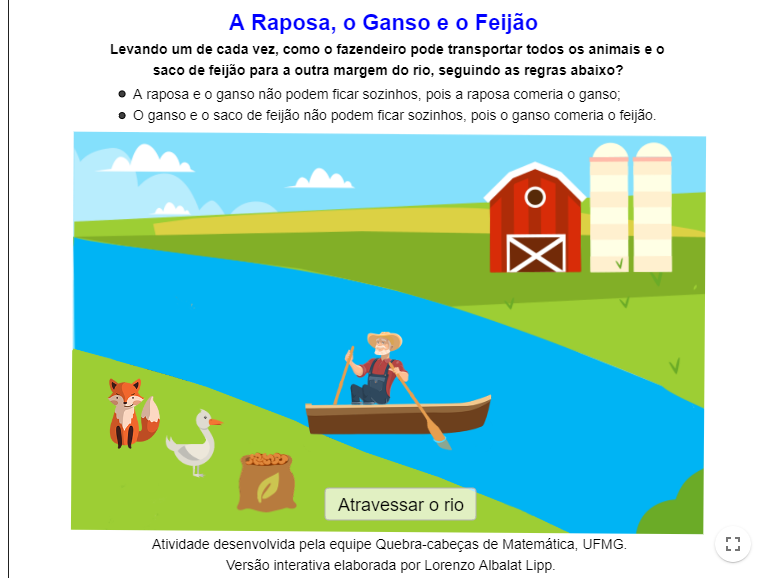 A Raposa, o Ganso e o Feijão
Levando um de cada vez, como o fazendeiro pode transportar todos os animais e o
saco de feijão para a outra margem do rio, seguindo as regras abaixo?
● A raposa e o ganso não podem ficar sozinhos, pois a raposa comeria o ganso;
● O ganso e o saco de feijão não podem ficar sozinhos, pois o ganso comeria o feijão.
Atravessar o rio
Atividade desenvolvida pela equipe Quebra-cabeças de Matemática, UFMG.
Versão interativa elaborada por Lorenzo Albalat Lipp.